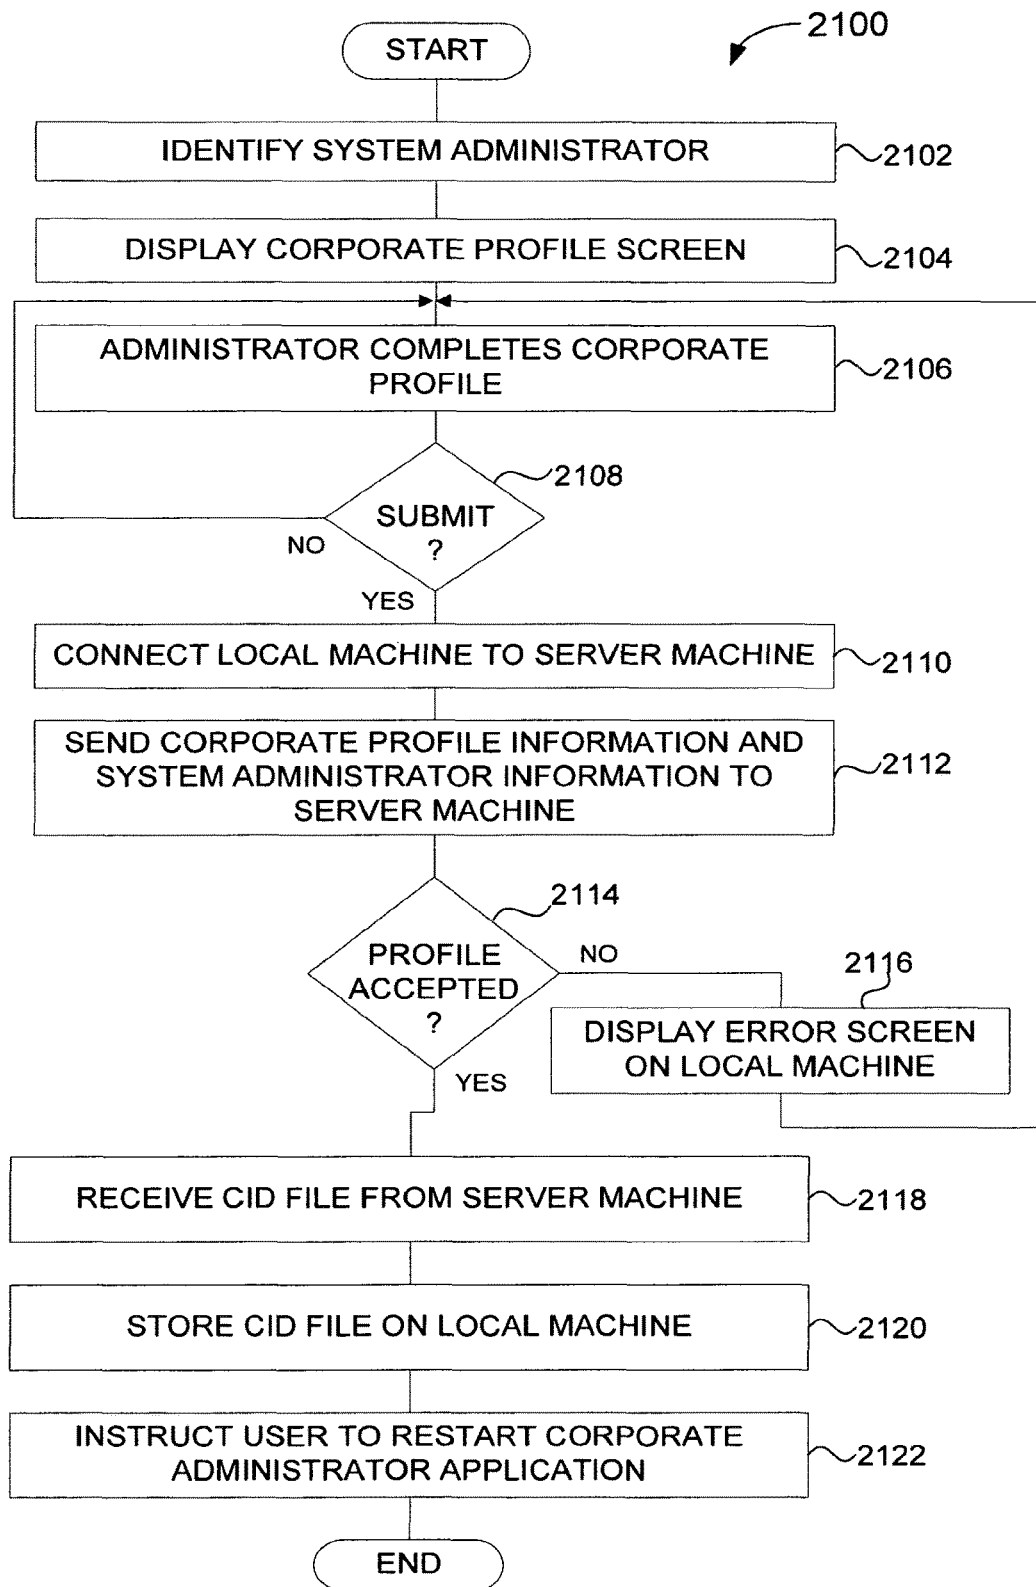 2100
START
IDENTIFY SYSTEM ADMINISTRATOR
2102
DISPLAY CORPORATE PROFILE SCREEN
2104
ADMINISTRATOR COMPLETES CORPORATE
PROFILE
2106
2108
SUBMIT
?
NO
YES
CONNECT LOCAL MACHINE TO SERVER MACHINE
2110
SEND CORPORATE PROFILE INFORMATION AND
SYSTEM ADMINISTRATOR INFORMATION TO
SERVER MACHINE
2112
2114
PROFILE
ACCEPTED
?
NO
YES
2116
DISPLAY ERROR SCREEN
ON LOCAL MACHINE
RECEIVE CID FILE FROM SERVER MACHINE
2118
STORE CID FILE ON LOCAL MACHINE
2120
INSTRUCT USER TO RESTART CORPORATE
ADMINISTRATOR APPLICATION
2122
END